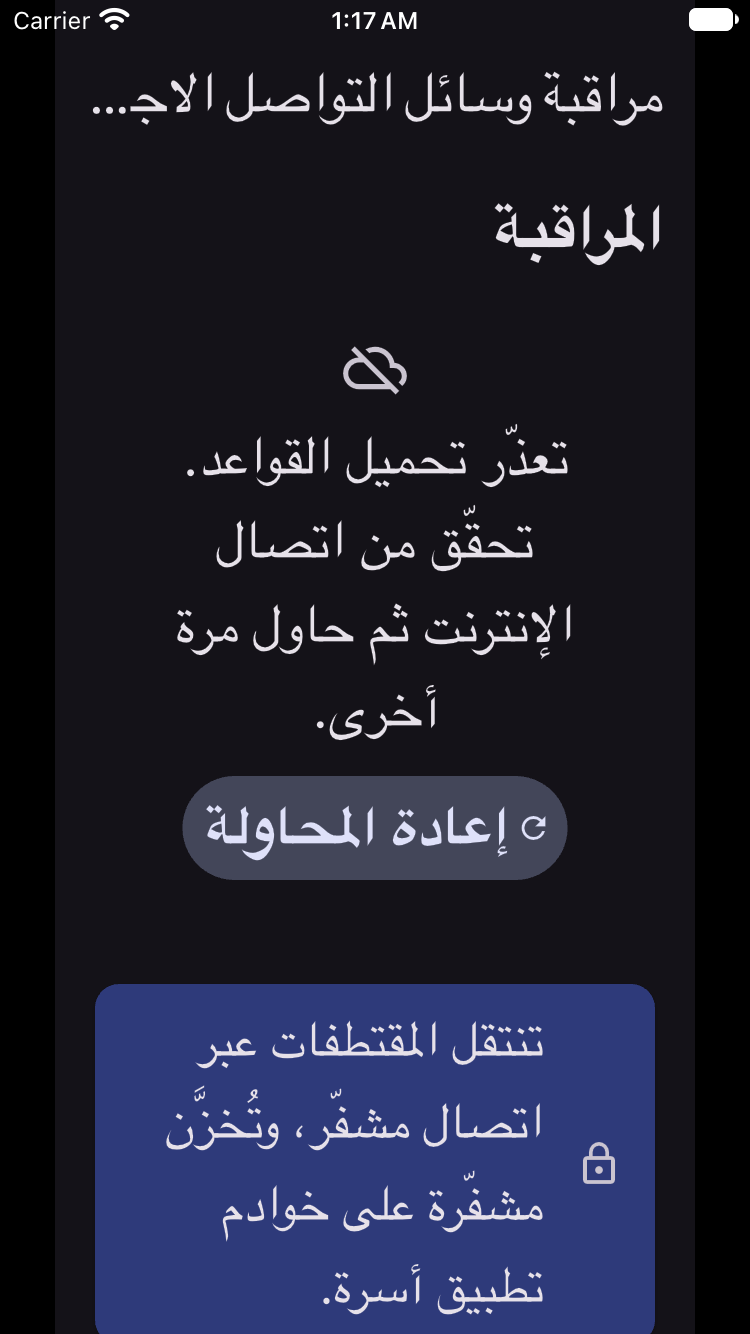 Carrier 1:17 AM
مراقبة وسائل التواصل الاجـ...
المراقبة
تعذّر تحميل القواعد.
تحقّق من اتصال
الإنترنت ثم حاول مرة
أخرى.
إعادة المحاولة
تنتقل المقتطفات عبر
اتصال مشفّر، وتُخزَّن
مشفّرة على خوادم
تطبيق أسرة.